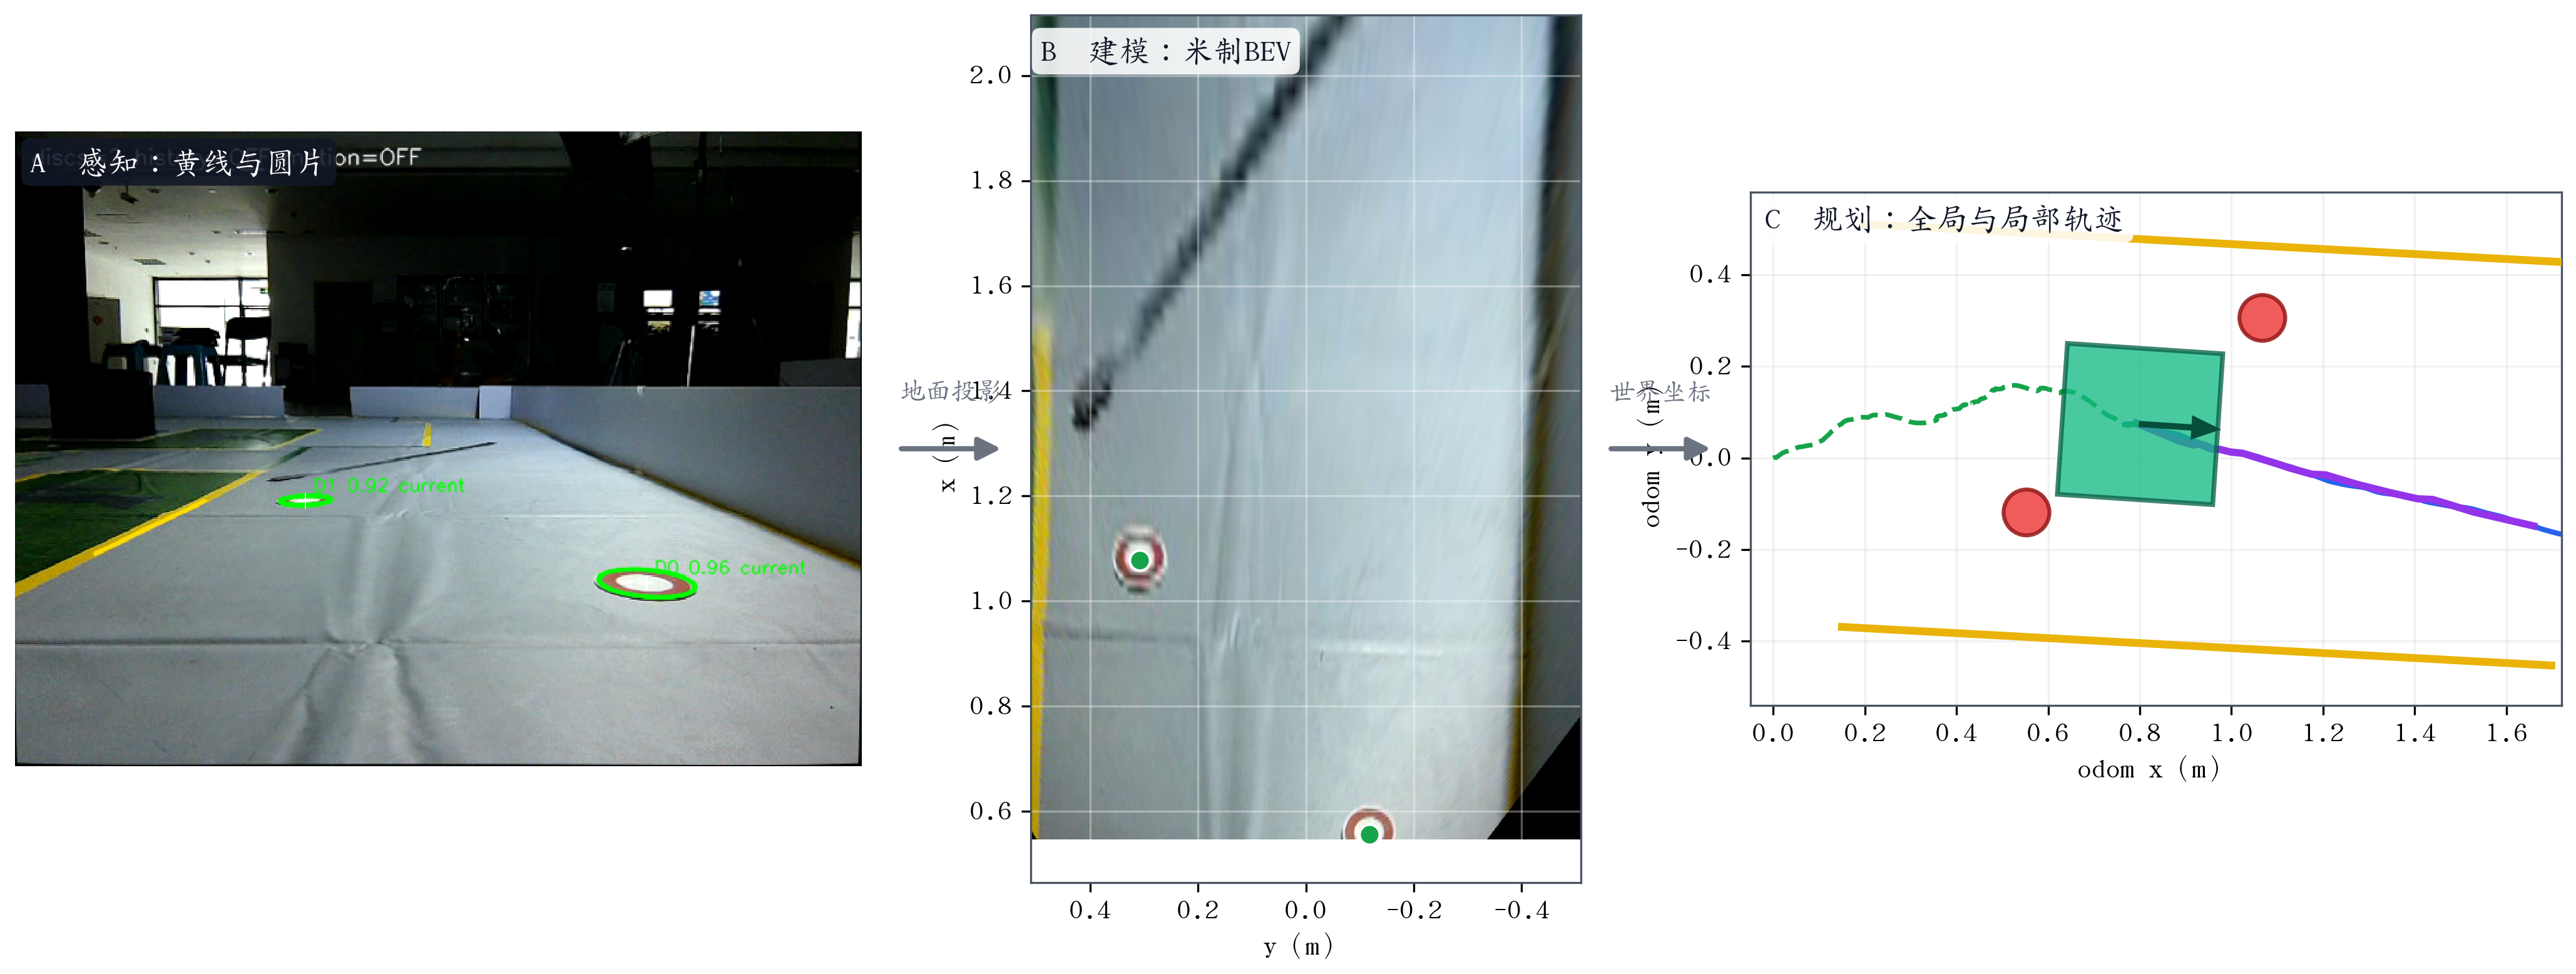 A 感知：黄线与圆片
on=OFF
D1 0.92 current
D0 0.96 current
地面投影
B 建模：米制BEV
2.0
1.8
1.6
1.4
1.2
1.0
0.8
0.6
x (m)
0.4 0.2 0.0 -0.2 -0.4
y (m)
世界坐标
C 规划：全局与局部轨迹
0.4
0.2
0.0
-0.2
-0.4
odom y (m)
0.0 0.2 0.4 0.6 0.8 1.0 1.2 1.4 1.6
odom x (m)